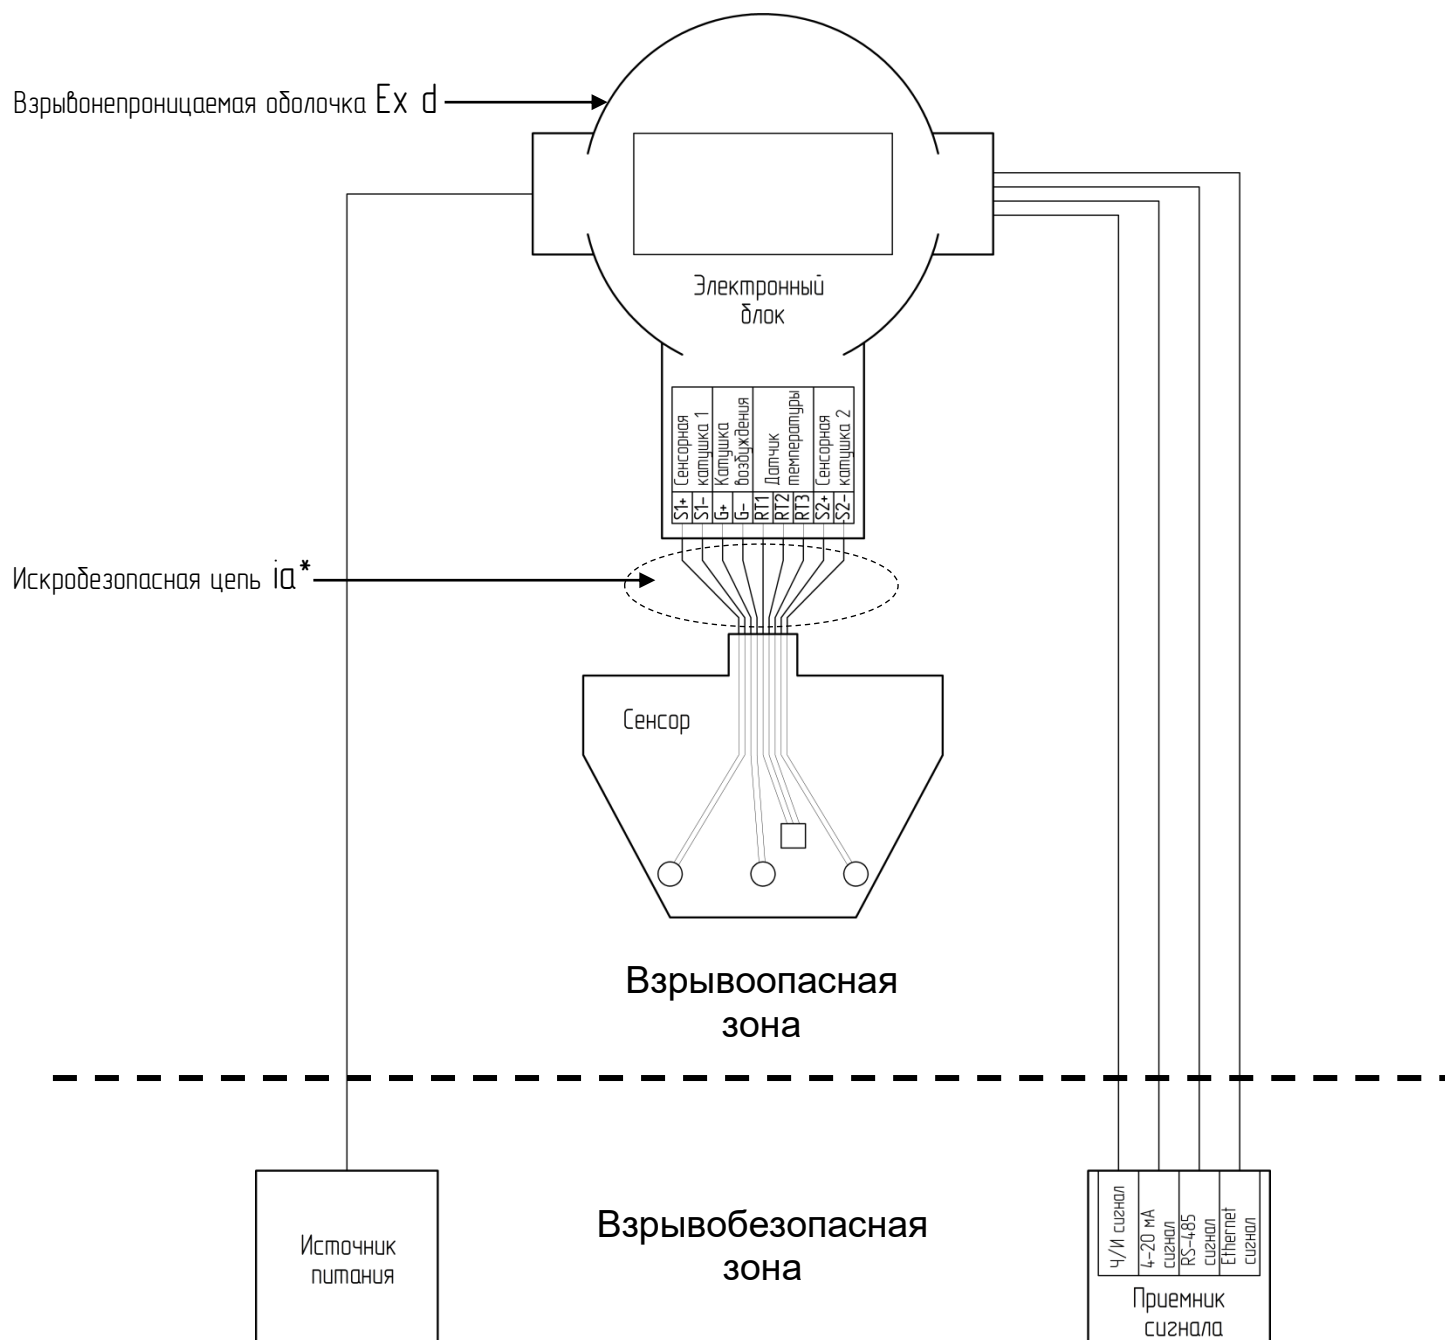 Взрывонепроницаемая оболочка Ex d
Электронный
блок
Сенсорная
катушка 1
Катушка
возбуждения
Датчик
температуры
Сенсорная
катушка 2
S1+
S1-
G+
G-
RT1
RT2
RT3
S2+
S2-
Искробезопасная цепь ia*
Сенсор
Взрывоопасная
зона
Взрывобезопасная
зона
Источник
питания
Ч/И сигнал
4-20 мА
сигнал
RS-485
сигнал
Ethernet
сигнал
Приемник
сигнала